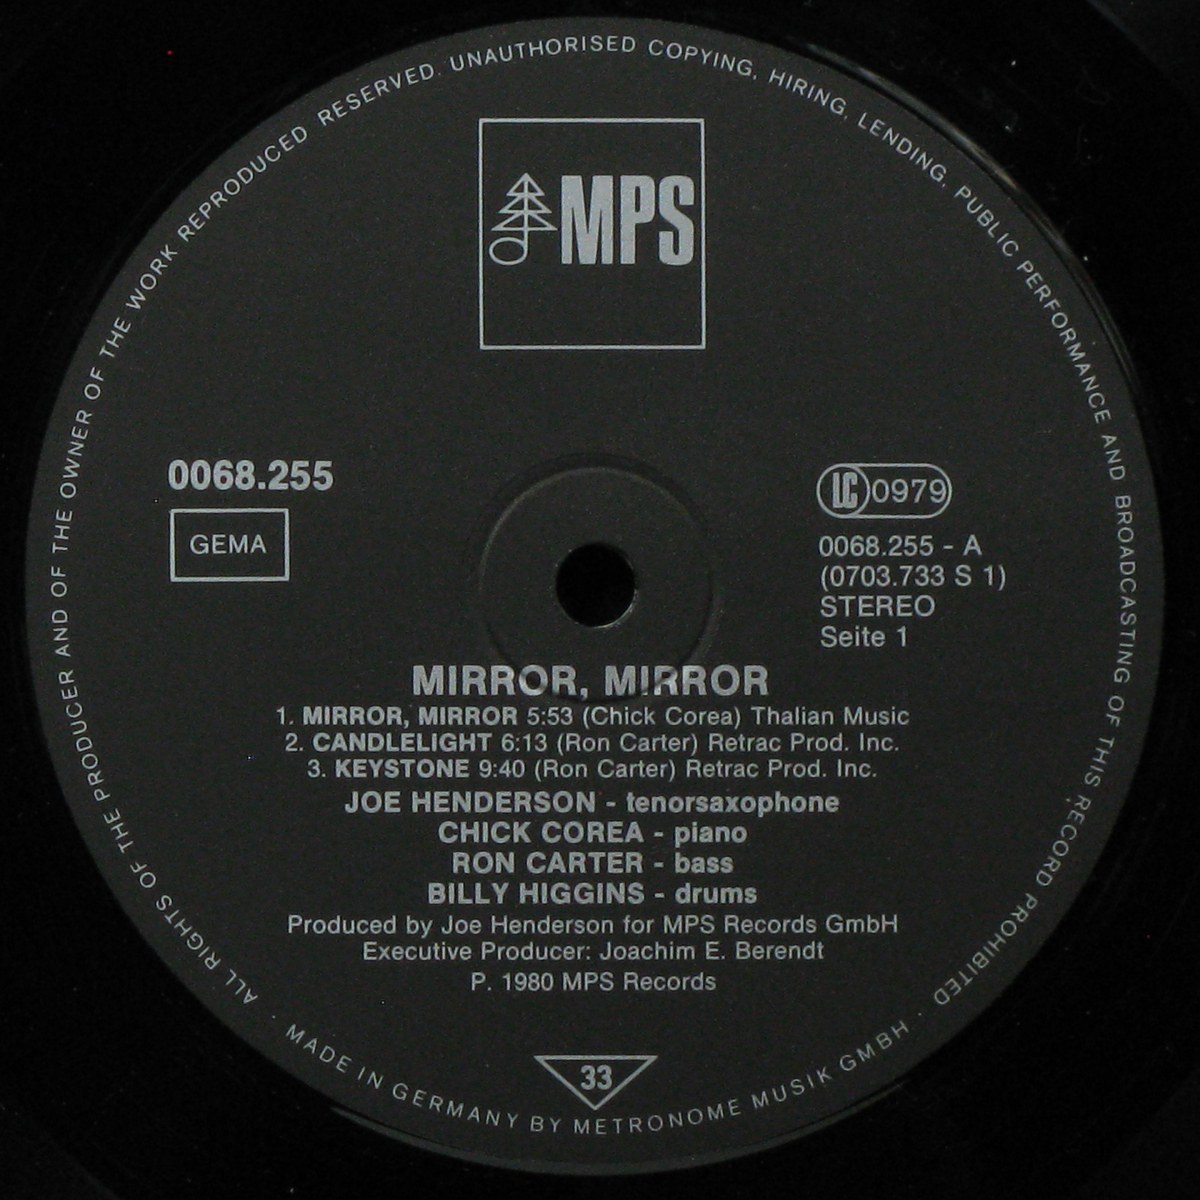 ALL RIGHTS OF THE PRODUCER AND OF THE OWNER OF THE WORK REPRODUCED RESERVED. UNAUTHORISED COPYING, HIRING, LENDING, PUBLIC PERFORMANCE AND BROADCASTING OF THIS RECORD PROHIBITED
MPS
0068.255
GEMA
LC 0979
0068.255 - A
(0703.733 S 1)
STEREO
Seite 1
MIRROR, MIRROR
1. MIRROR, MIRROR 5:53 (Chick Corea) Thalian Music
2. CANDLELIGHT 6:13 (Ron Carter) Retrac Prod. Inc.
3. KEYSTONE 9:40 (Ron Carter) Retrac Prod. Inc.
JOE HENDERSON - tenorsaxophone
CHICK COREA - piano
RON CARTER - bass
BILLY HIGGINS - drums
Produced by Joe Henderson for MPS Records GmbH
Executive Producer: Joachim E. Berendt
P. 1980 MPS Records
33
· MADE IN GERMANY BY METRONOME MUSIK GMBH ·